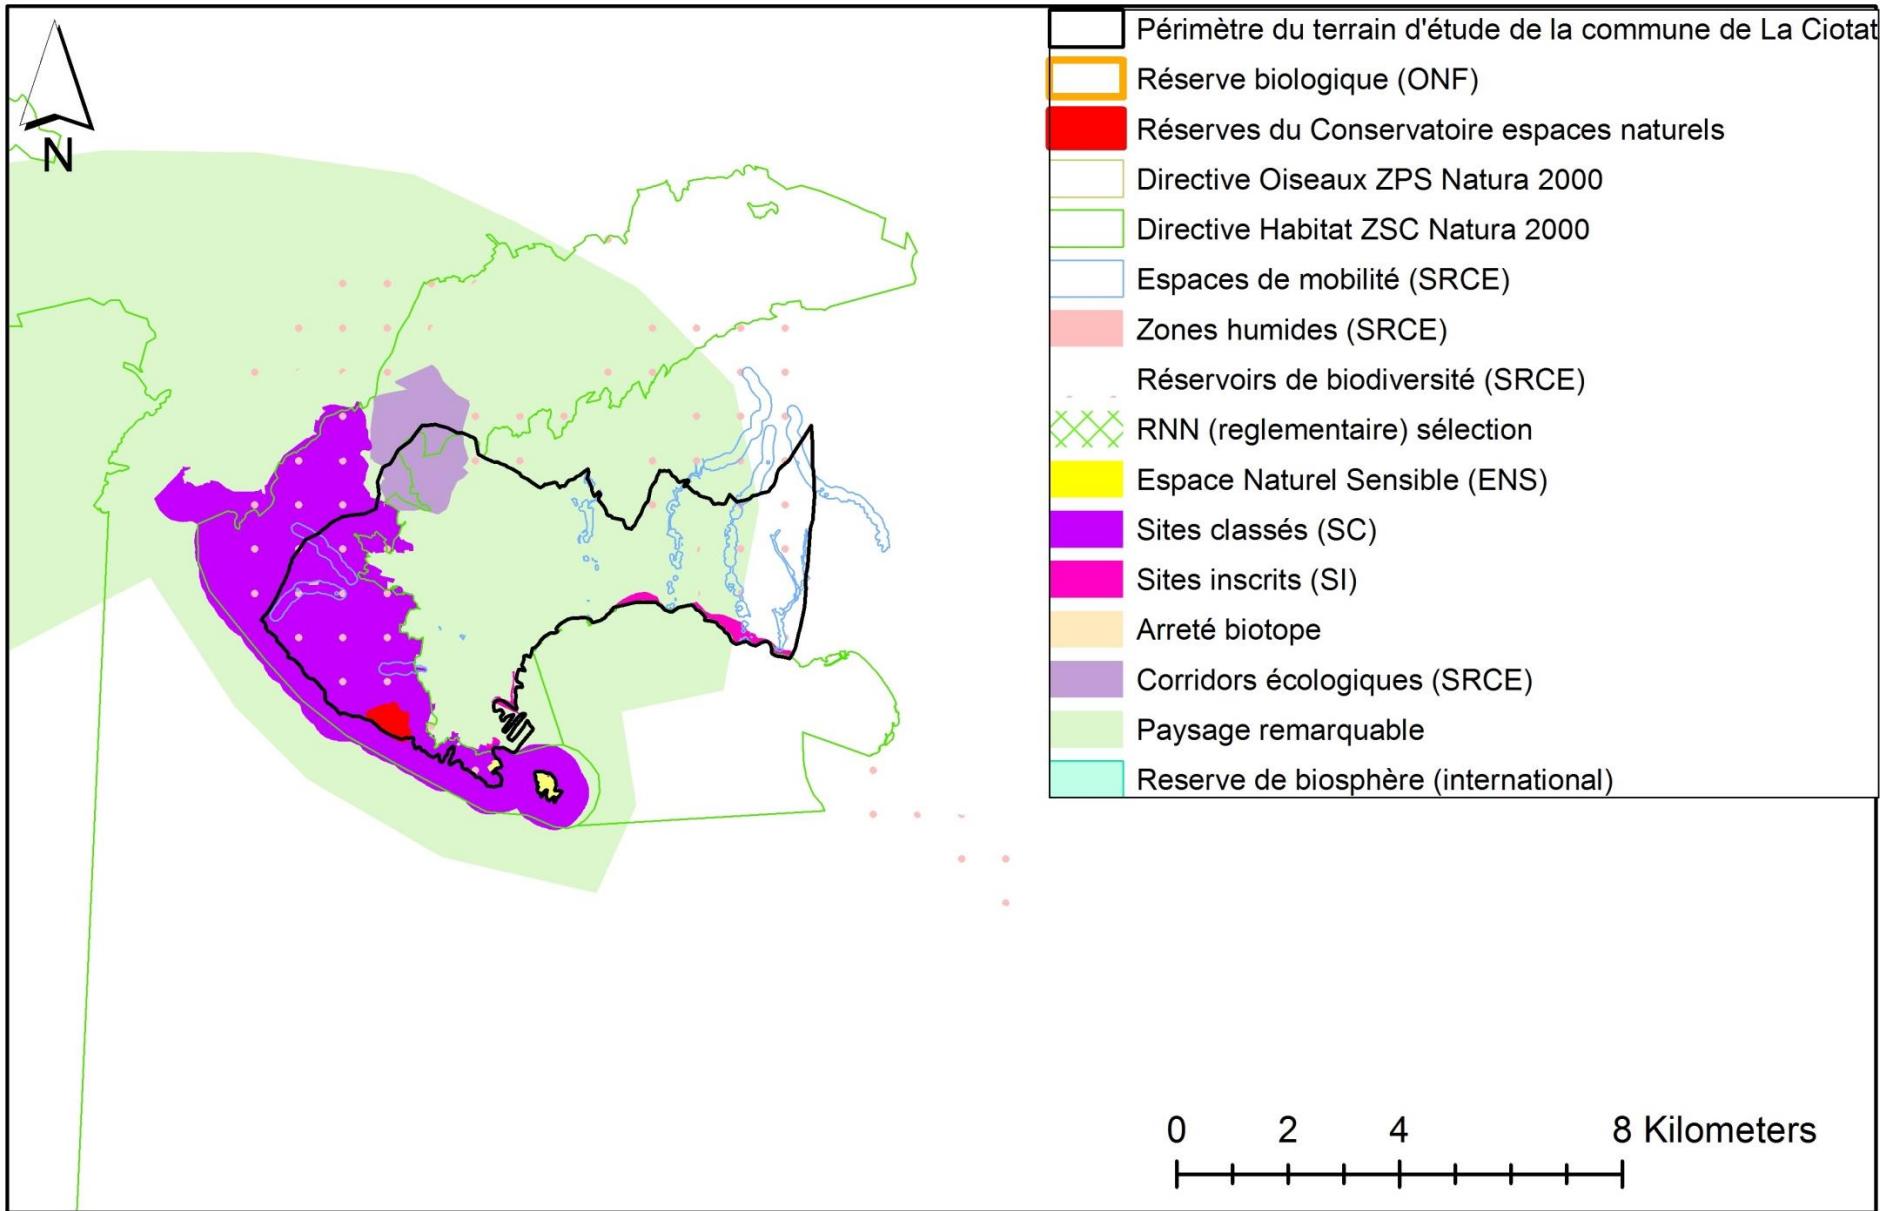 N
Périmètre du terrain d'étude de la commune de La Ciotat
Réserve biologique (ONF)
Réserves du Conservatoire espaces naturels
Directive Oiseaux ZPS Natura 2000
Directive Habitat ZSC Natura 2000
Espaces de mobilité (SRCE)
Zones humides (SRCE)
Réservoirs de biodiversité (SRCE)
RNN (reglementaire) sélection
Espace Naturel Sensible (ENS)
Sites classés (SC)
Sites inscrits (SI)
Arreté biotope
Corridors écologiques (SRCE)
Paysage remarquable
Reserve de biosphère (international)
0 2 4 8 Kilometers